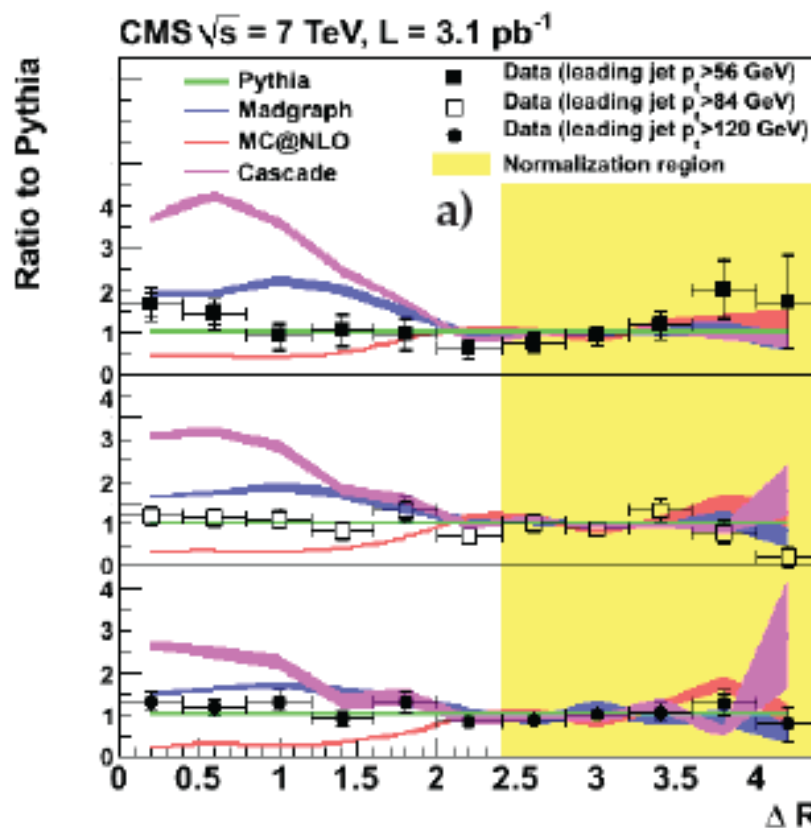 CMS √s = 7 TeV, L = 3.1 pb⁻¹
Ratio to Pythia
Pythia
Madgraph
MC@NLO
Cascade
Data (leading jet pₜ>56 GeV)
Data (leading jet pₜ>84 GeV)
Data (leading jet pₜ>120 GeV)
Normalization region
a)
4
3
2
1
0
4
3
2
1
0
4
3
2
1
0
0 0.5 1 1.5 2 2.5 3 3.5 4
Δ R